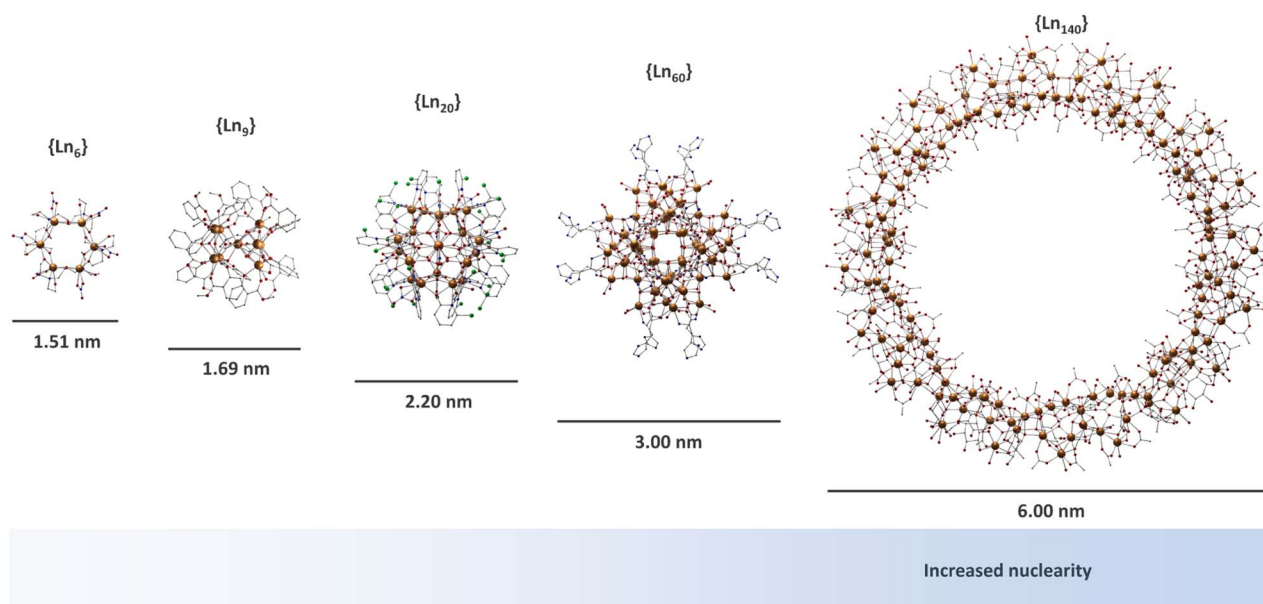 {Ln₆}
1.51 nm
{Ln₉}
1.69 nm
{Ln₂₀}
2.20 nm
{Ln₆₀}
3.00 nm
{Ln₁₄₀}
6.00 nm
Increased nuclearity